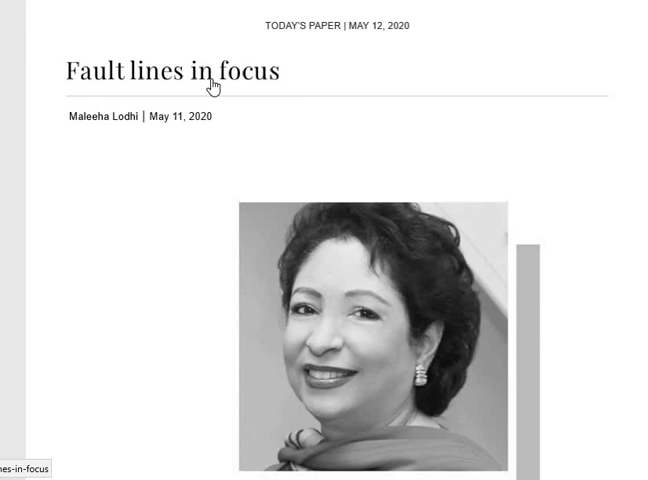 TODAY'S PAPER | MAY 12, 2020
Fault lines in focus
Maleeha Lodhi | May 11, 2020
nes-in-focus